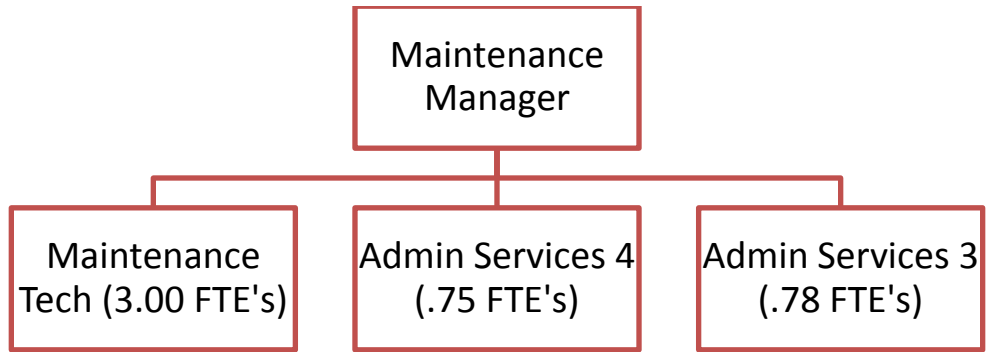 Maintenance
Manager
Maintenance
Tech (3.00 FTE's)
Admin Services 4
(.75 FTE's)
Admin Services 3
(.78 FTE's)